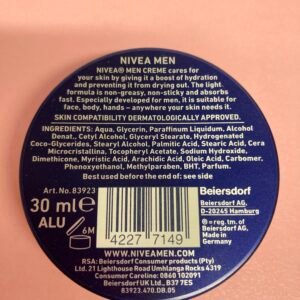 NIVEA MEN
NIVEA® MEN CREME cares for
your skin by giving it a boost of hydration
and preventing it from drying out. The light
formula is non-greasy, non-sticky and absorbs
fast. Especially developed for men, it is suitable for
face, body, hands – anywhere your skin needs it.
SKIN COMPATIBILITY DERMATOLOGICALLY APPROVED.
INGREDIENTS: Aqua, Glycerin, Paraffinum Liquidum, Alcohol
Denat., Cetyl Alcohol, Glyceryl Stearate, Hydrogenated
Coco-Glycerides, Stearyl Alcohol, Palmitic Acid, Stearic Acid, Cera
Microcristallina, Tocopheryl Acetate, Sodium Hydroxide,
Dimethicone, Myristic Acid, Arachidic Acid, Oleic Acid, Carbomer,
Phenoxyethanol, Methylparaben, BHT, Parfum.
Best used before the end of: see side
Art.No.83923
30 ml e
ALU
6M
4227 7149
Beiersdorf
Beiersdorf AG,
D-20245 Hamburg
® = reg.tm. of
Beiersdorf AG. Made in
Germany
WWW.NIVEAMEN.COM
RSA: Beiersdorf Consumer products (Pty)
Ltd. 21 Lighthouse Road Umhlanga Rocks 4319
Consumer Careline: 0860 102091
Beiersdorf UK Ltd., B37 7YS
83923.470.DB.05